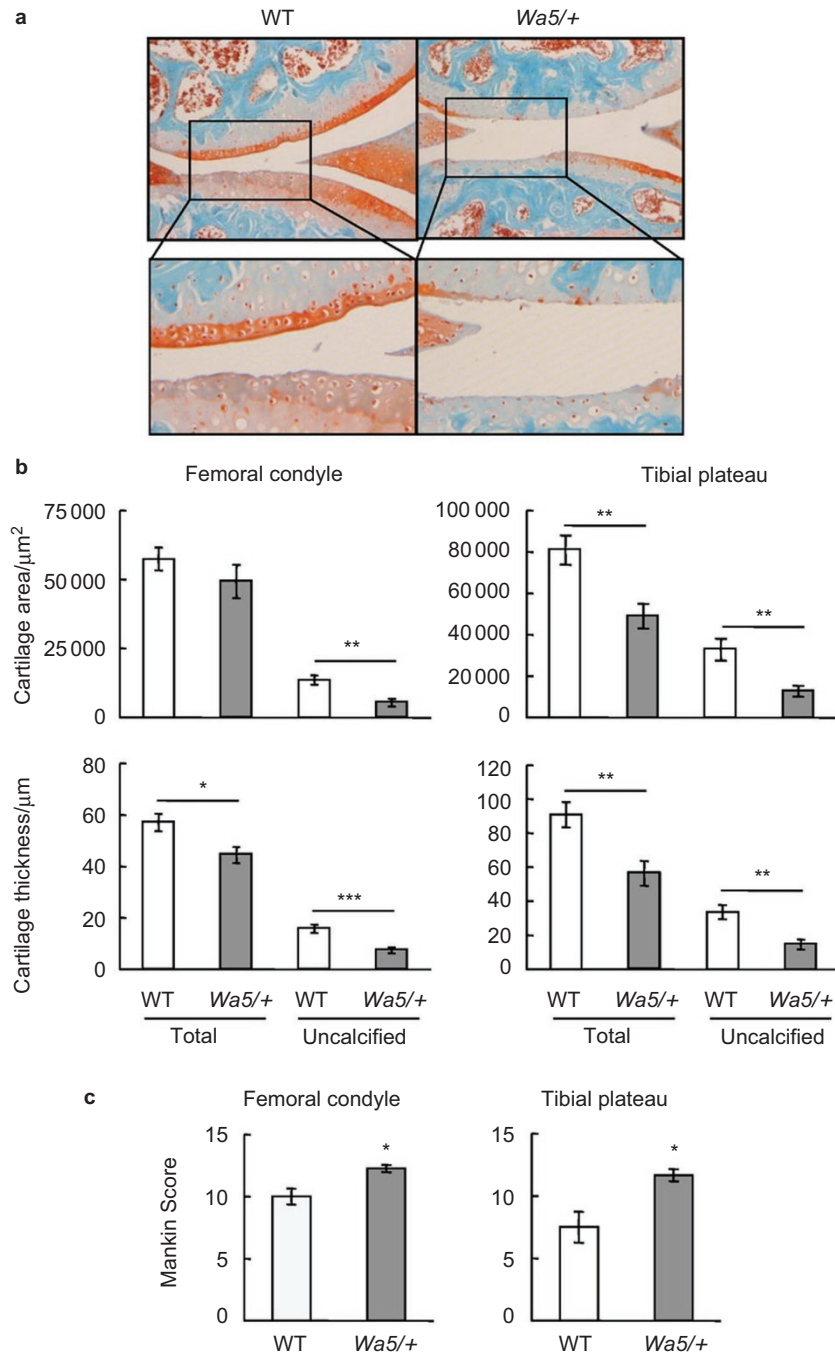 a
WT
Wa5/+
b
Femoral condyle
Tibial plateau
Cartilage area/μm²
75 000
50 000
25 000
0
**
100 000
80 000
60 000
40 000
20 000
0
**
**
Cartilage thickness/μm
80
60
40
20
0
*
***
120
100
80
60
40
20
0
**
**
WT Wa5/+ WT Wa5/+
Total Uncalcified
WT Wa5/+ WT Wa5/+
Total Uncalcified
c
Femoral condyle
Tibial plateau
Mankin Score
15
10
5
0
*
WT Wa5/+
15
10
5
0
*
WT Wa5/+